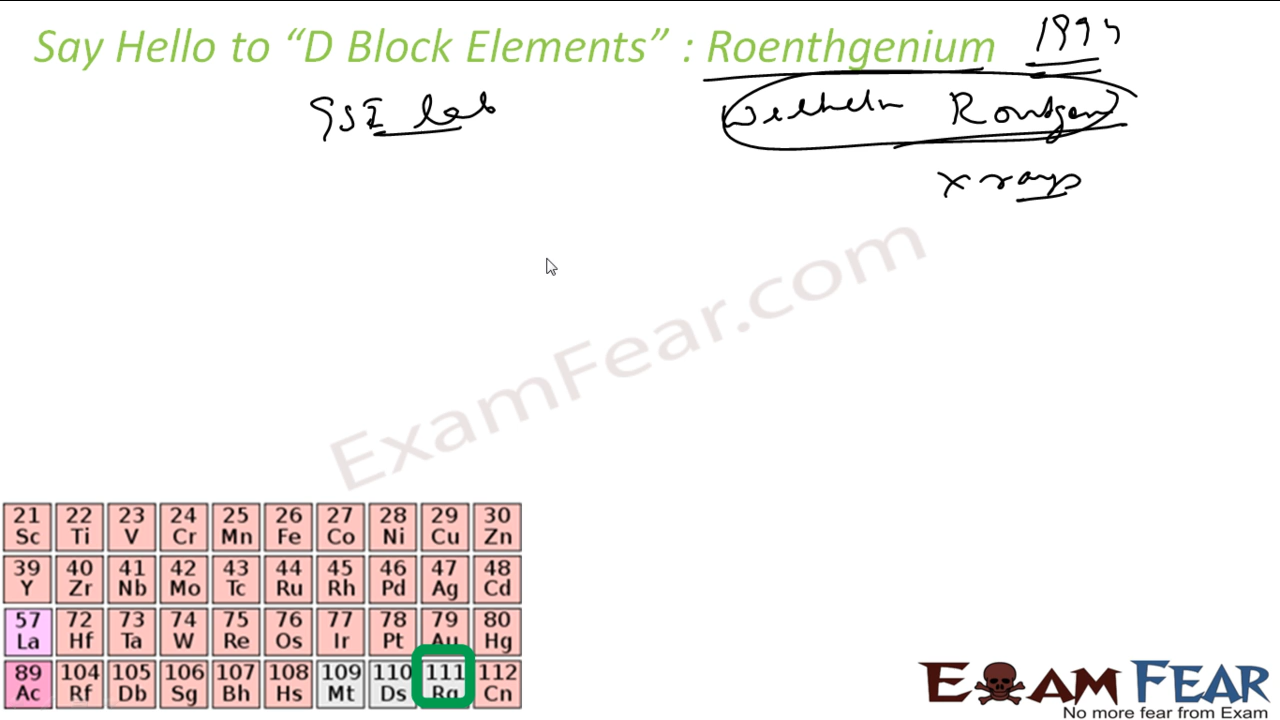 Say Hello to “D Block Elements” : Roenthgenium 1994
GSI lab
Wilhelm Rontgen
x rays
ExamFear.com
21 22 23 24 25 26 27 28 29 30
Sc Ti V Cr Mn Fe Co Ni Cu Zn
39 40 41 42 43 44 45 46 47 48
Y Zr Nb Mo Tc Ru Rh Pd Ag Cd
57 72 73 74 75 76 77 78 79 80
La Hf Ta W Re Os Ir Pt Au Hg
89 104 105 106 107 108 109 110 111 112
Ac Rf Db Sg Bh Hs Mt Ds Rg Cn
EXAM FEAR
No more fear from Exam